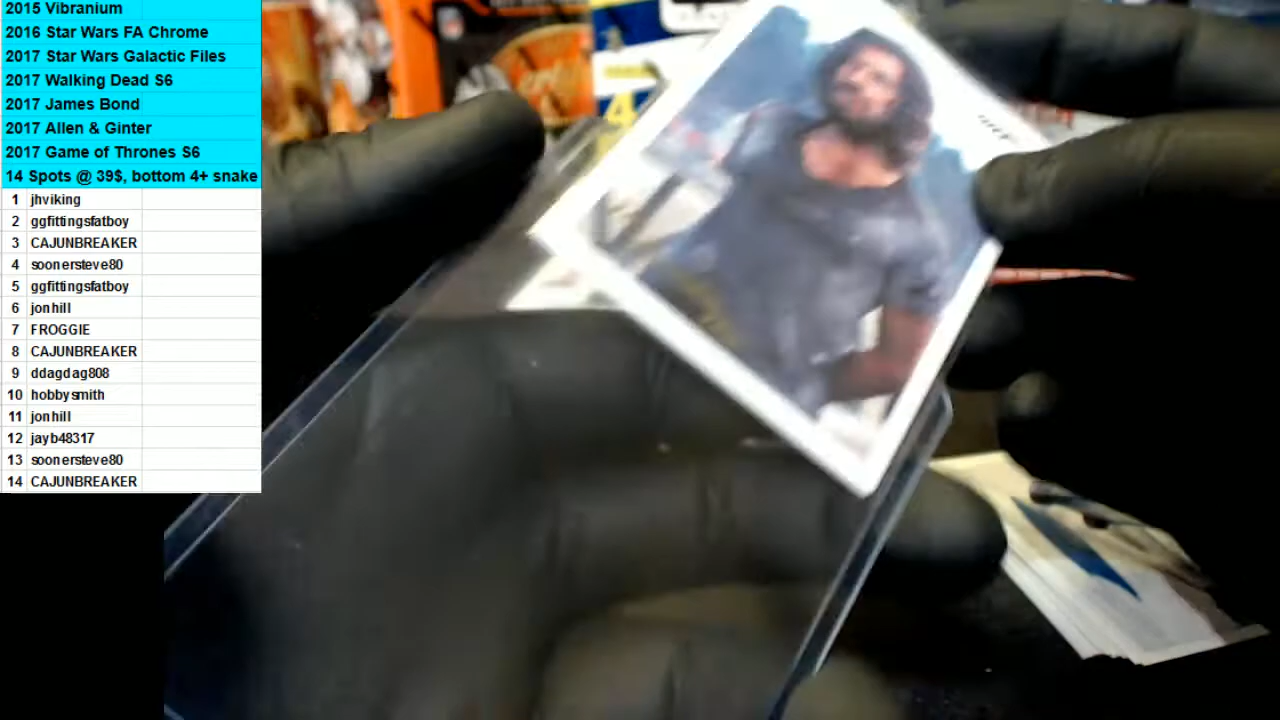 2015 Vibranium
2016 Star Wars FA Chrome
2017 Star Wars Galactic Files
2017 Walking Dead S6
2017 James Bond
2017 Allen & Ginter
2017 Game of Thrones S6
14 Spots @ 39$, bottom 4+ snake
1 jhviking
2 ggfittingsfatboy
3 CAJUNBREAKER
4 soonersteve80
5 ggfittingsfatboy
6 jonhill
7 FROGGIE
8 CAJUNBREAKER
9 ddagdag808
10 hobbysmith
11 jonhill
12 jayb48317
13 soonersteve80
14 CAJUNBREAKER
4